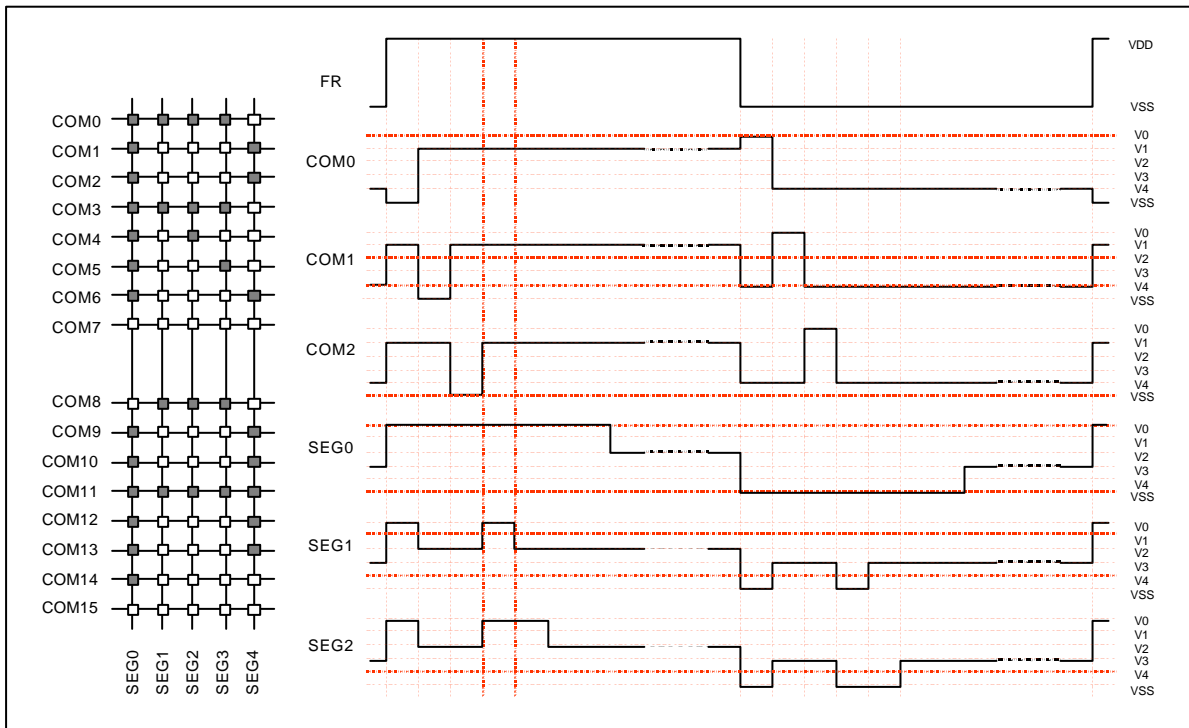 COM0
COM1
COM2
COM3
COM4
COM5
COM6
COM7
COM8
COM9
COM10
COM11
COM12
COM13
COM14
COM15
SEG0
SEG1
SEG2
SEG3
SEG4
FR
VDD
VSS
COM0
V0
V1
V2
V3
V4
VSS
COM1
V0
V1
V2
V3
V4
VSS
COM2
V0
V1
V2
V3
V4
VSS
SEG0
V0
V1
V2
V3
V4
VSS
SEG1
V0
V1
V2
V3
V4
VSS
SEG2
V0
V1
V2
V3
V4
VSS